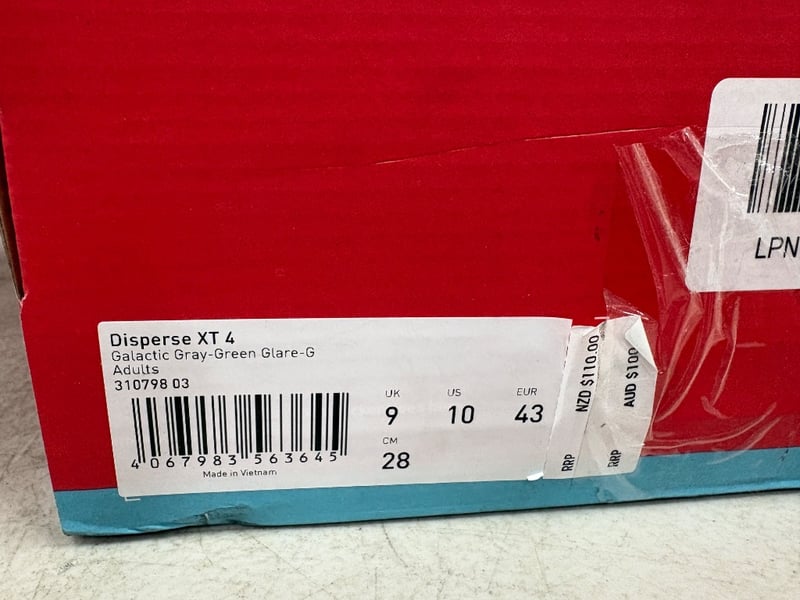 LPN
Disperse XT 4
Galactic Gray-Green Glare-G
Adults
310798 03
4 067983 563645
Made in Vietnam
UK US EUR
9 10 43
CM
28
RRP NZD $110.00
RRP AUD $100